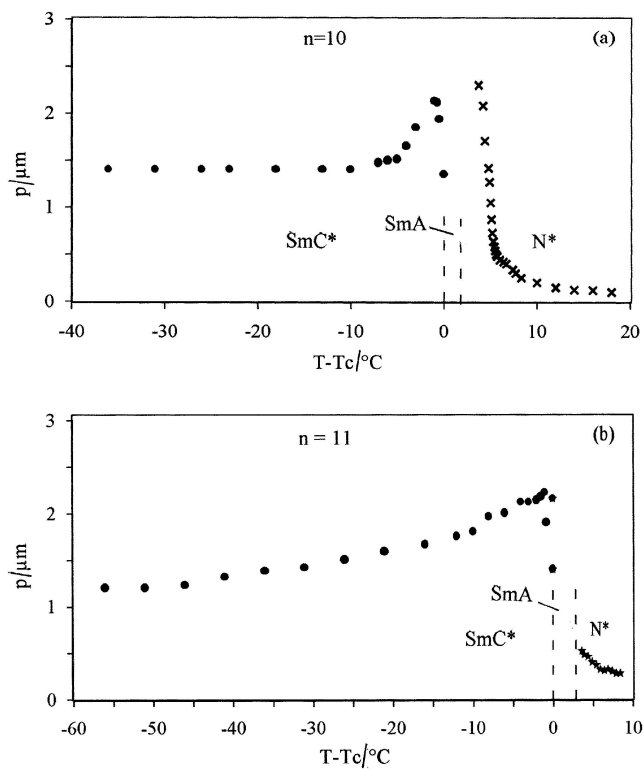 n=10
(a)
3
2
1
0
p/μm
SmC*
SmA
N*
-40 -30 -20 -10 0 10 20
T-Tc/°C
n = 11
(b)
3
2
1
0
p/μm
SmA
SmC*
N*
-60 -50 -40 -30 -20 -10 0 10
T-Tc/°C